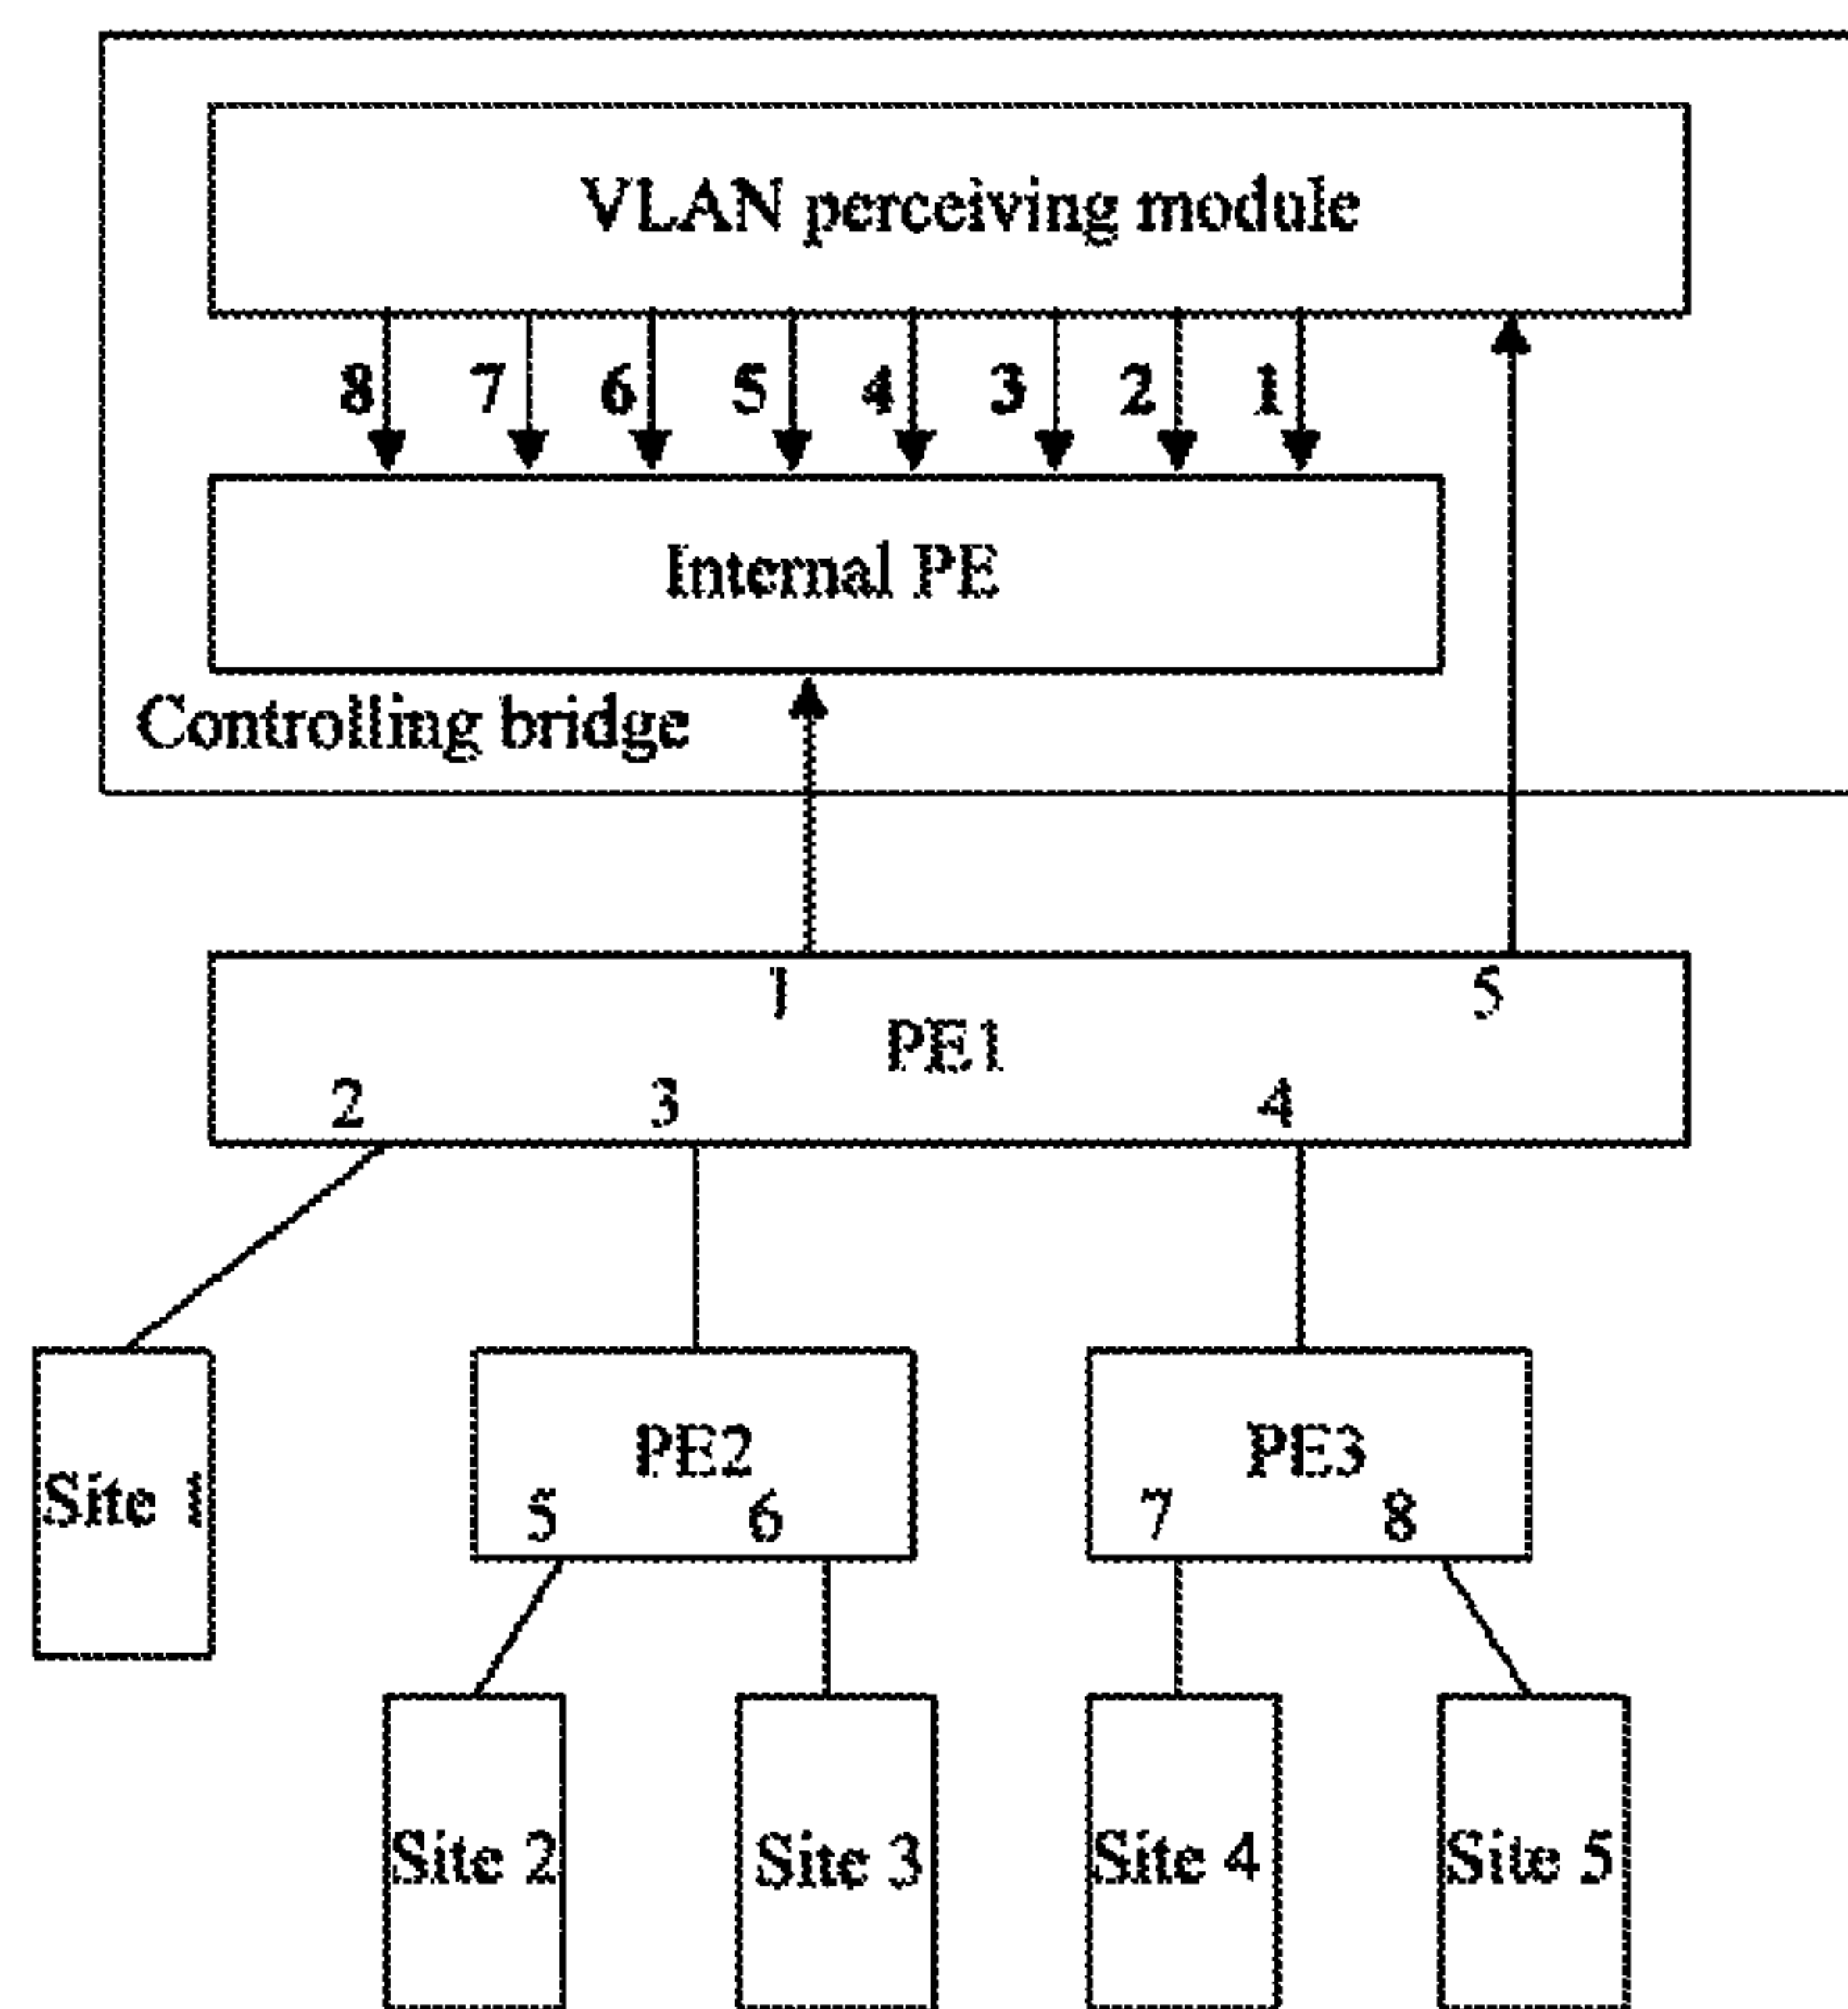 VLAN perceiving module
8 7 6 5 4 3 2 1
Internal PE
Controlling bridge
1 5
PE1
2 3 4
PE2 PE3
Site 1
5 6 7 8
Site 2 Site 3 Site 4 Site 5